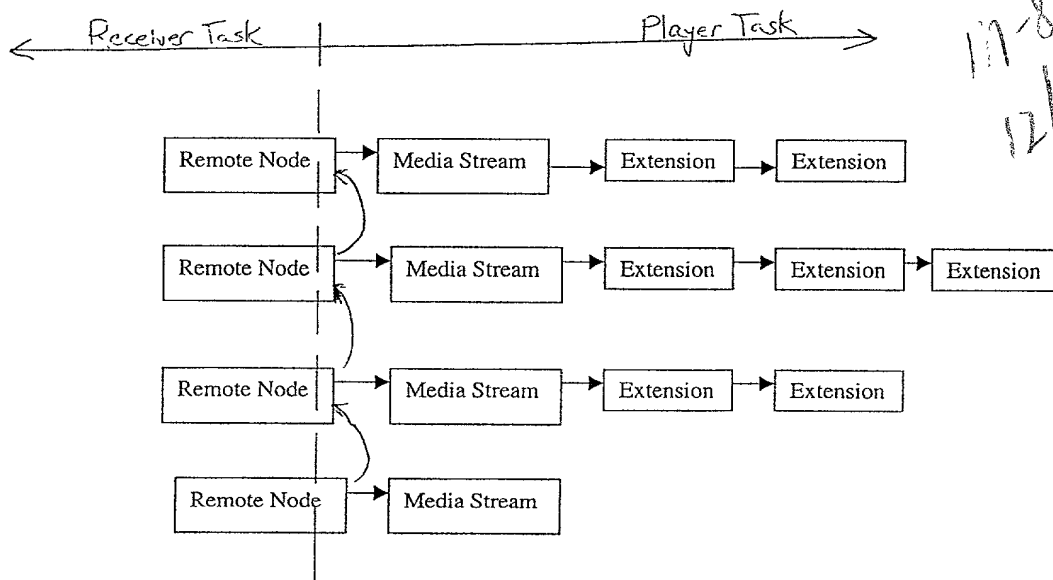 Receiver Task Player Task
Remote Node Media Stream Extension Extension
Remote Node Media Stream Extension Extension Extension
Remote Node Media Stream Extension Extension
Remote Node Media Stream